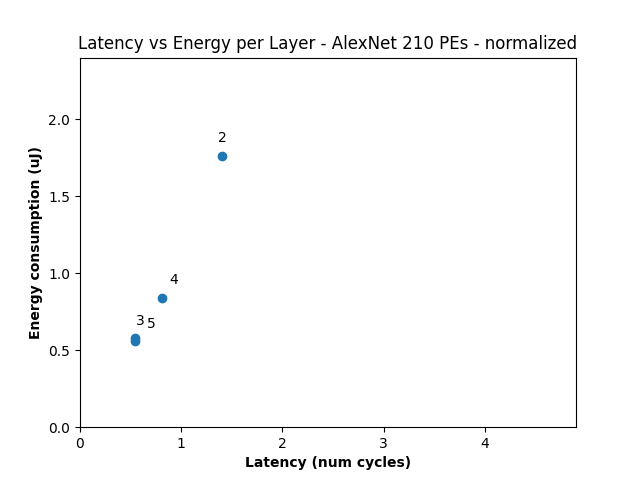 Latency vs Energy per Layer - AlexNet 210 PEs - normalized
2.0
1.5
1.0
0.5
0.0
Energy consumption (uJ)
2
4
3
5
0 1 2 3 4
Latency (num cycles)